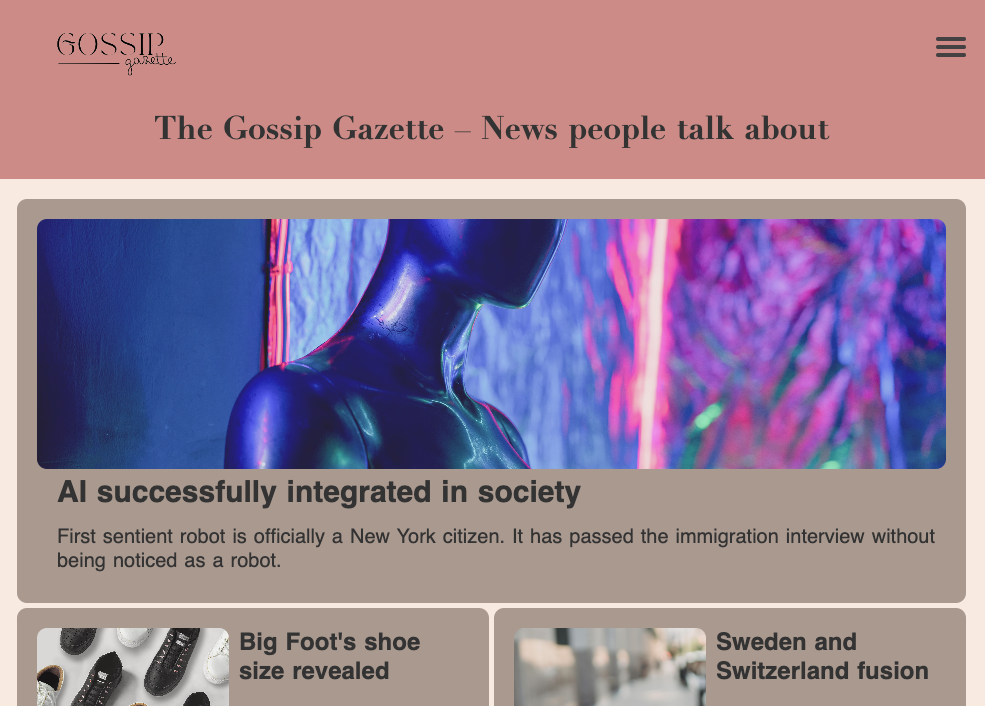 GOSSIP
gazette
The Gossip Gazette – News people talk about
AI successfully integrated in society
First sentient robot is officially a New York citizen. It has passed the immigration interview without
being noticed as a robot.
Big Foot's shoe
size revealed
Sweden and
Switzerland fusion